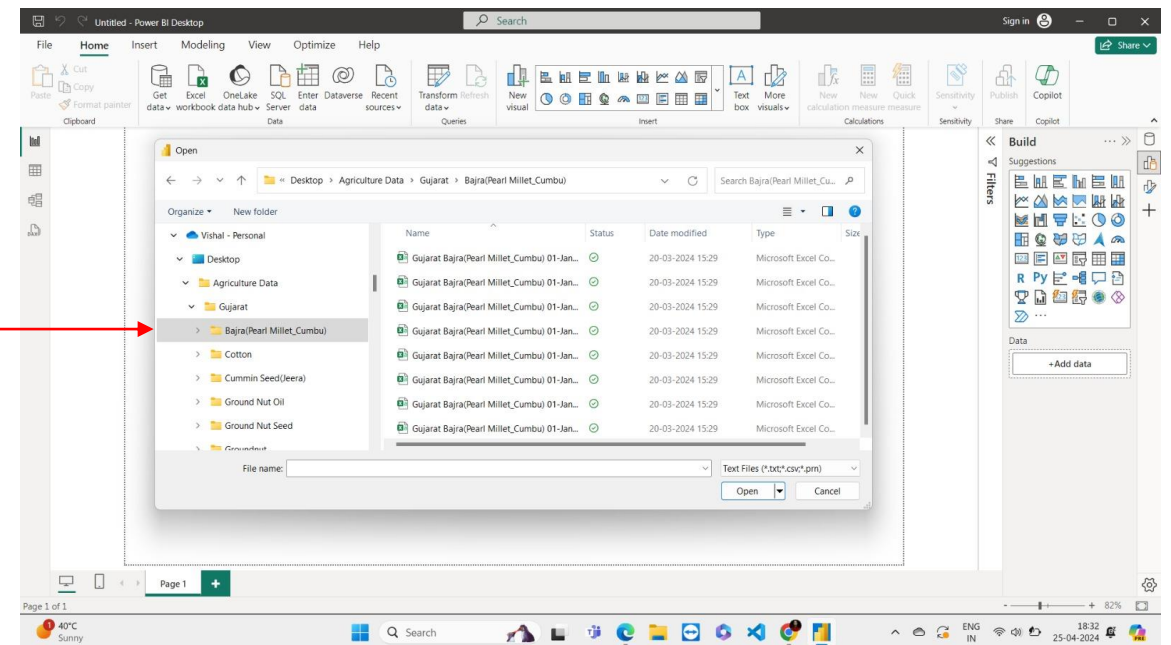 Untitled - Power BI Desktop
Search
Sign in
File Home Insert Modeling View Optimize Help
Share
Paste
Cut
Copy
Format painter
Clipboard
Get data
Excel workbook
OneLake data hub
SQL Server
Enter data
Dataverse
Recent sources
Data
Transform data
Refresh
Queries
New visual
Text box
More visuals
Insert
New calculation
New measure
Quick measure
Calculations
Sensitivity
Sensitivity
Publish
Share
Copilot
Copilot
Open
« Desktop > Agriculture Data > Gujarat > Bajra(Pearl Millet_Cumbu)
Search Bajra(Pearl Millet_Cu...
Organize New folder
Vishal - Personal
Desktop
Agriculture Data
Gujarat
Bajra(Pearl Millet_Cumbu)
Cotton
Cummin Seed(Jeera)
Ground Nut Oil
Ground Nut Seed
Groundnut
Name Status Date modified Type Size
Gujarat Bajra(Pearl Millet_Cumbu) 01-Jan... 20-03-2024 15:29 Microsoft Excel Co...
Gujarat Bajra(Pearl Millet_Cumbu) 01-Jan... 20-03-2024 15:29 Microsoft Excel Co...
Gujarat Bajra(Pearl Millet_Cumbu) 01-Jan... 20-03-2024 15:29 Microsoft Excel Co...
Gujarat Bajra(Pearl Millet_Cumbu) 01-Jan... 20-03-2024 15:29 Microsoft Excel Co...
Gujarat Bajra(Pearl Millet_Cumbu) 01-Jan... 20-03-2024 15:29 Microsoft Excel Co...
Gujarat Bajra(Pearl Millet_Cumbu) 01-Jan... 20-03-2024 15:29 Microsoft Excel Co...
Gujarat Bajra(Pearl Millet_Cumbu) 01-Jan... 20-03-2024 15:29 Microsoft Excel Co...
Gujarat Bajra(Pearl Millet_Cumbu) 01-Jan... 20-03-2024 15:29 Microsoft Excel Co...
File name:
Text Files (*.txt;*.csv;*.prn)
Open Cancel
Filters
Build
Suggestions
R Py
Data
+Add data
Page 1
Page 1 of 1
82%
1
40°C
Sunny
Search
ENG
IN
18:32
25-04-2024
PRE